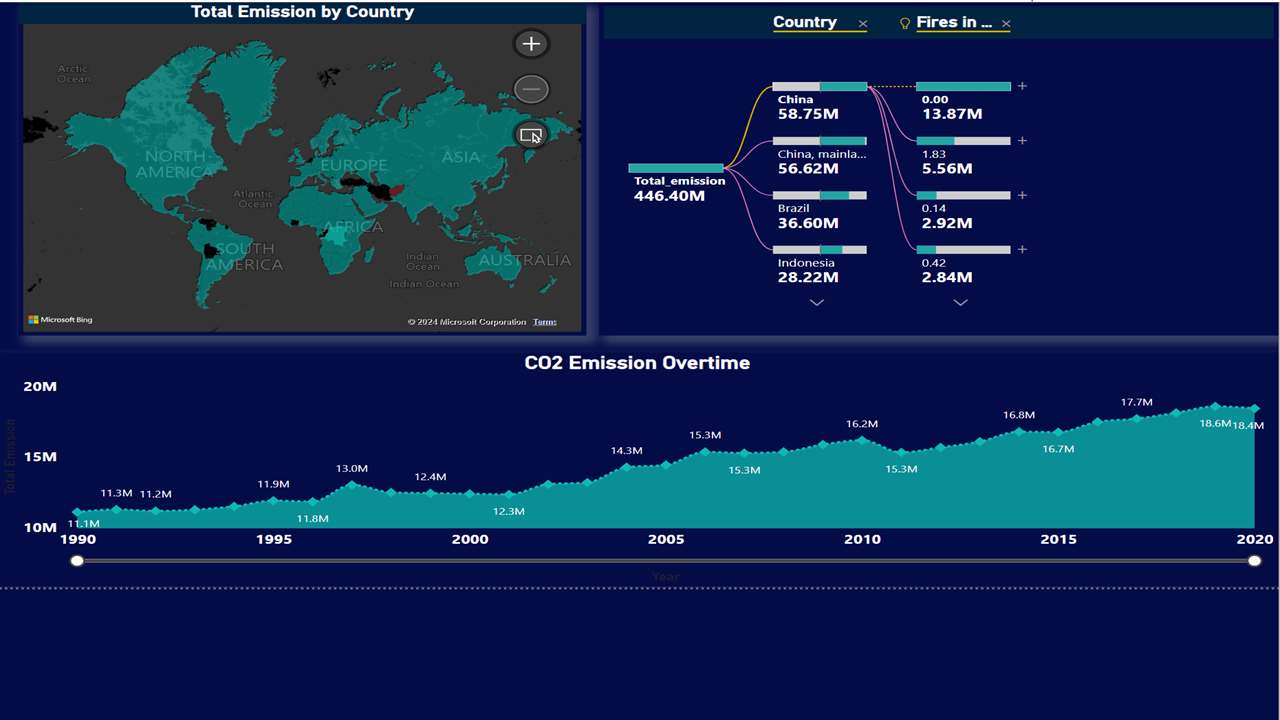 Total Emission by Country
Arctic
Ocean
NORTH
AMERICA
EUROPE
ASIA
Atlantic
Ocean
AFRICA
SOUTH
AMERICA
Indian
Ocean
AUSTRALIA
Indian Ocean
Microsoft Bing
© 2024 Microsoft Corporation Terms
Country
Fires in ...
Total_emission
446.40M
China
58.75M
China, mainla...
56.62M
Brazil
36.60M
Indonesia
28.22M
0.00
13.87M
1.83
5.56M
0.14
2.92M
0.42
2.84M
CO2 Emission Overtime
Total Emission
20M
15M
10M
11.1M
11.3M
11.2M
11.9M
11.8M
13.0M
12.4M
12.3M
14.3M
15.3M
15.3M
16.2M
15.3M
16.8M
16.7M
17.7M
18.6M
18.4M
1990
1995
2000
2005
2010
2015
2020
Year